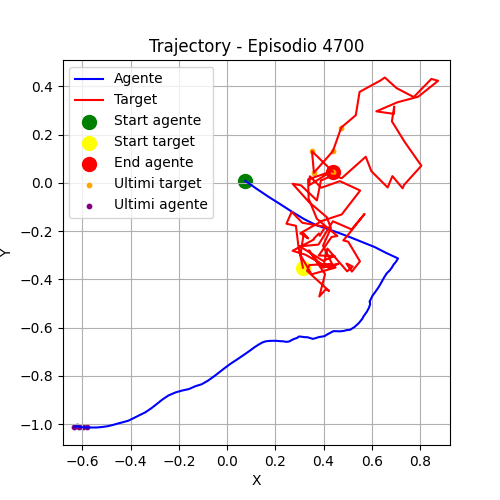 Trajectory - Episodio 4700
Agente
Target
Start agente
Start target
End agente
Ultimi target
Ultimi agente
0.4
0.2
0.0
−0.2
−0.4
−0.6
−0.8
−1.0
Y
−0.6 −0.4 −0.2 0.0 0.2 0.4 0.6 0.8
X